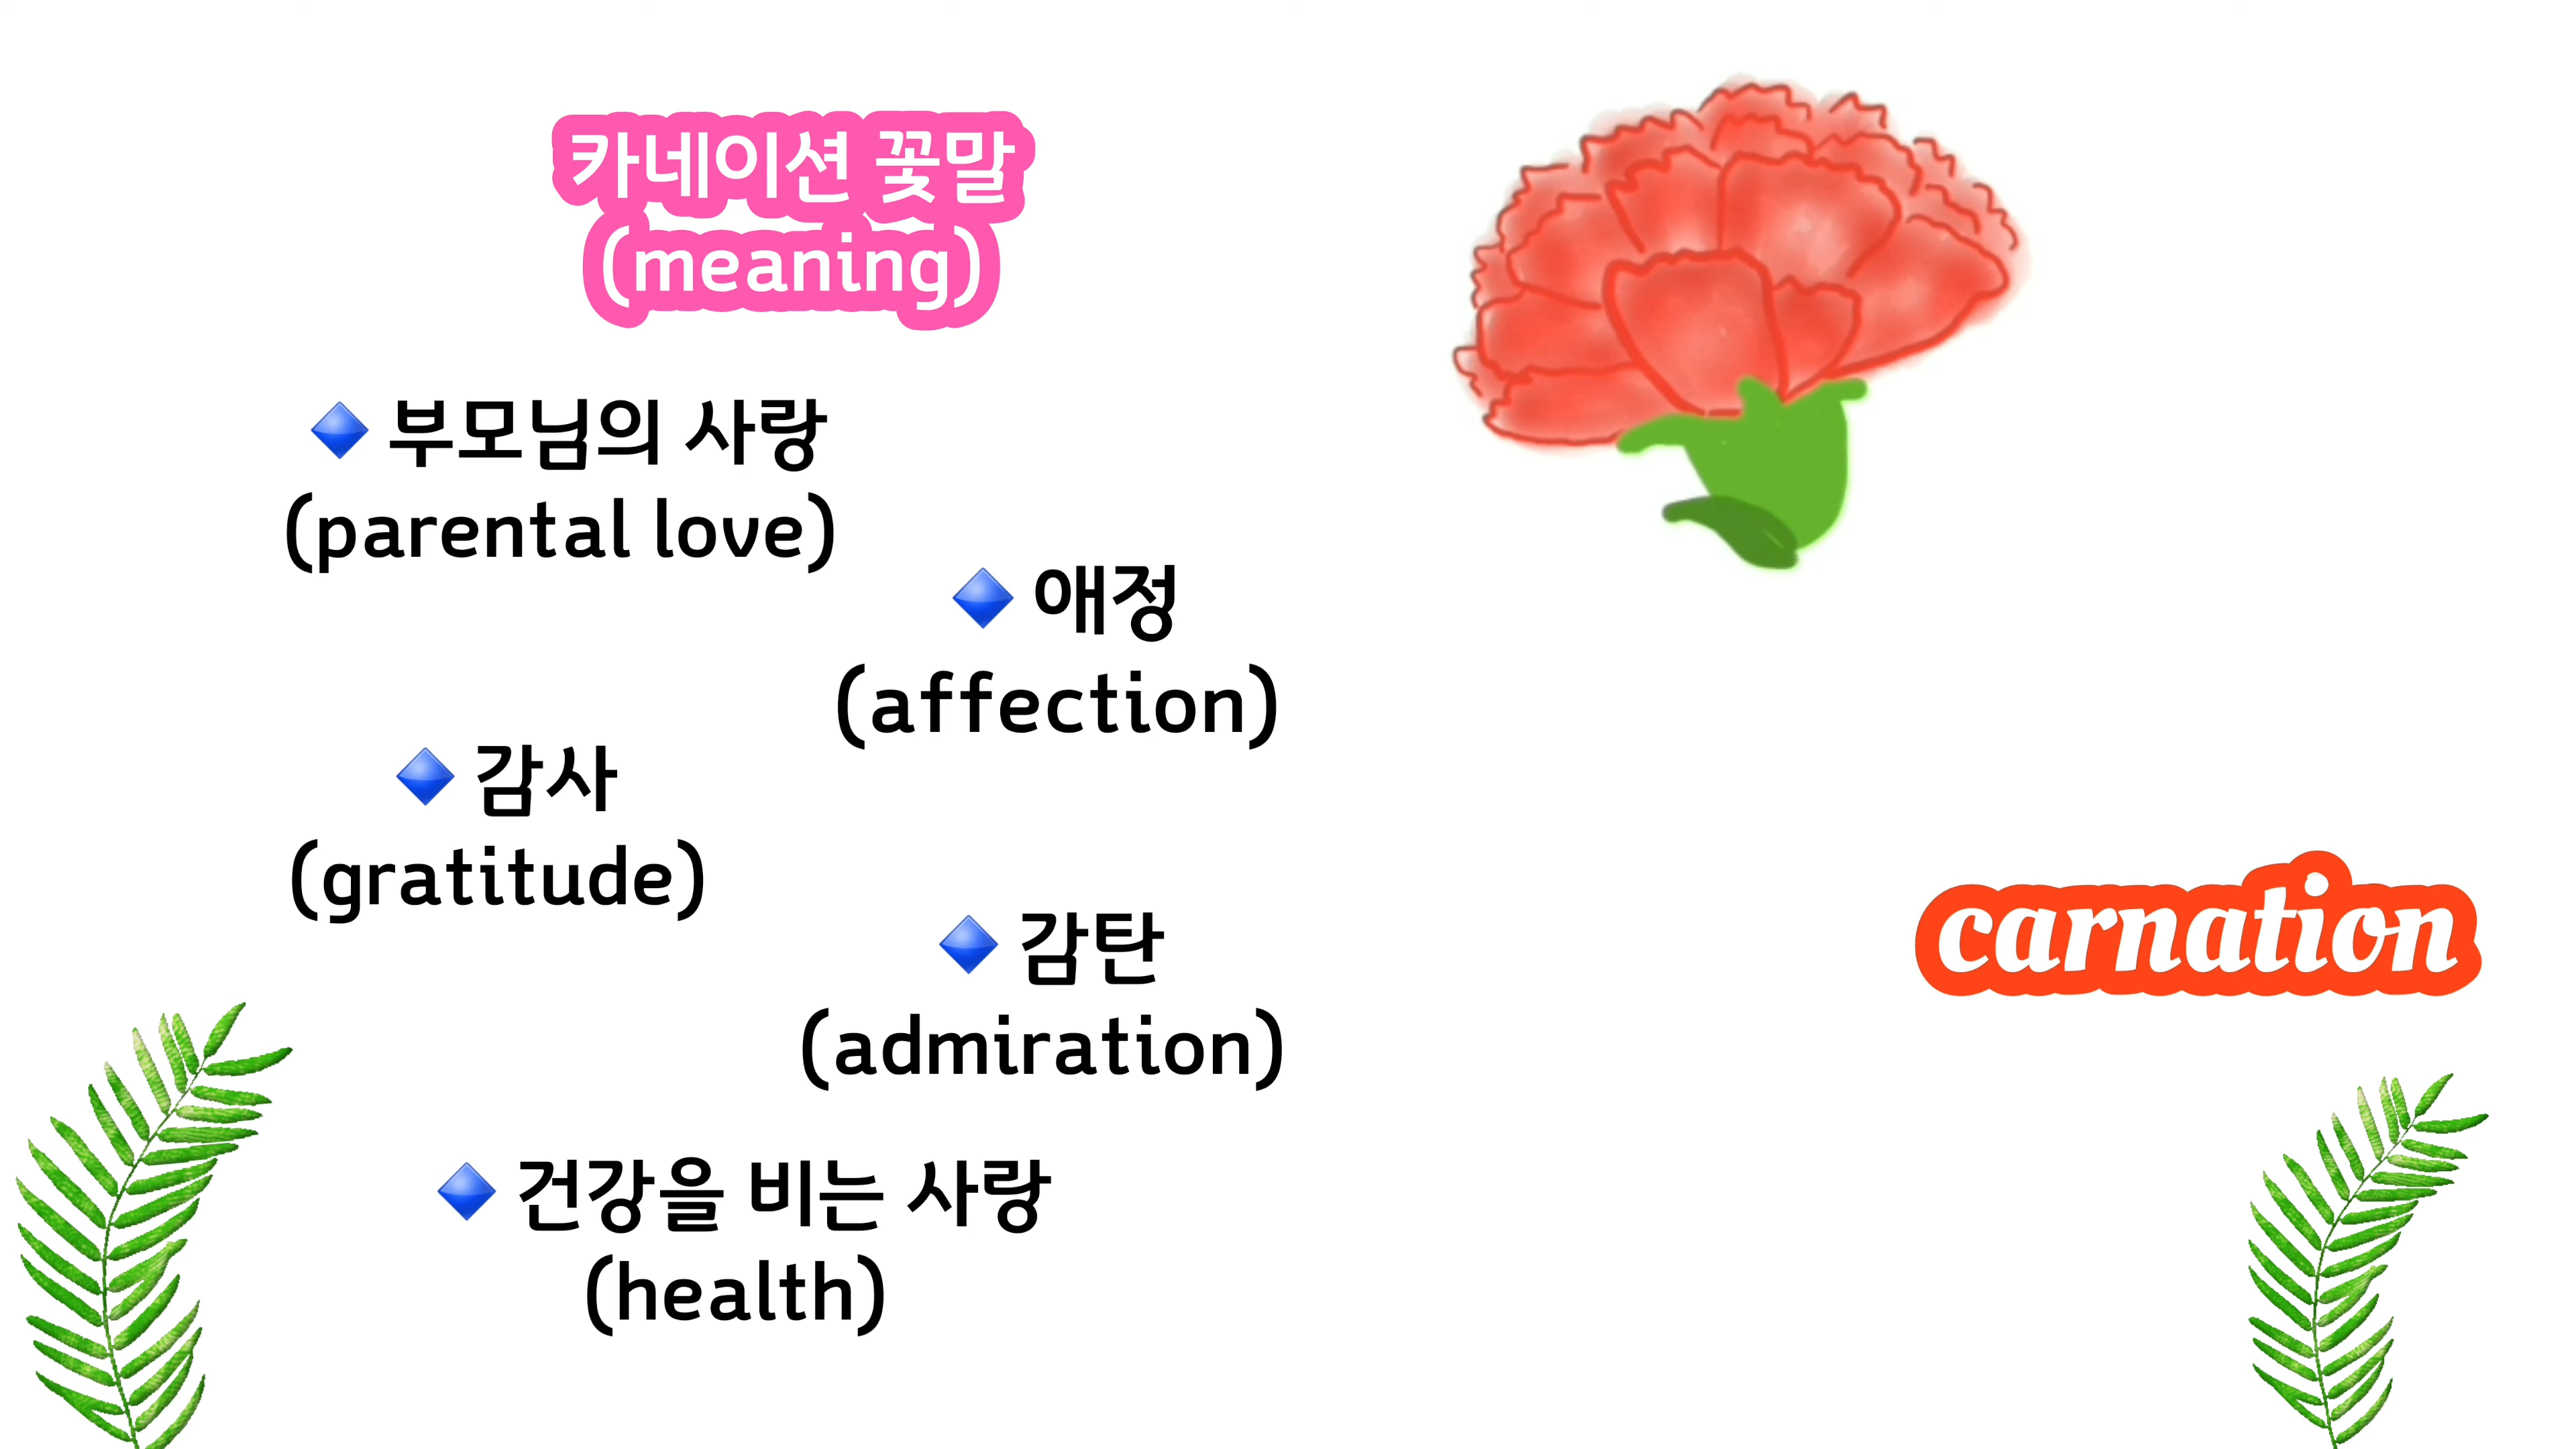 카네이션 꽃말
(meaning)
부모님의 사랑
(parental love)
애정
(affection)
감사
(gratitude)
감탄
(admiration)
carnation
건강을 비는 사랑
(health)